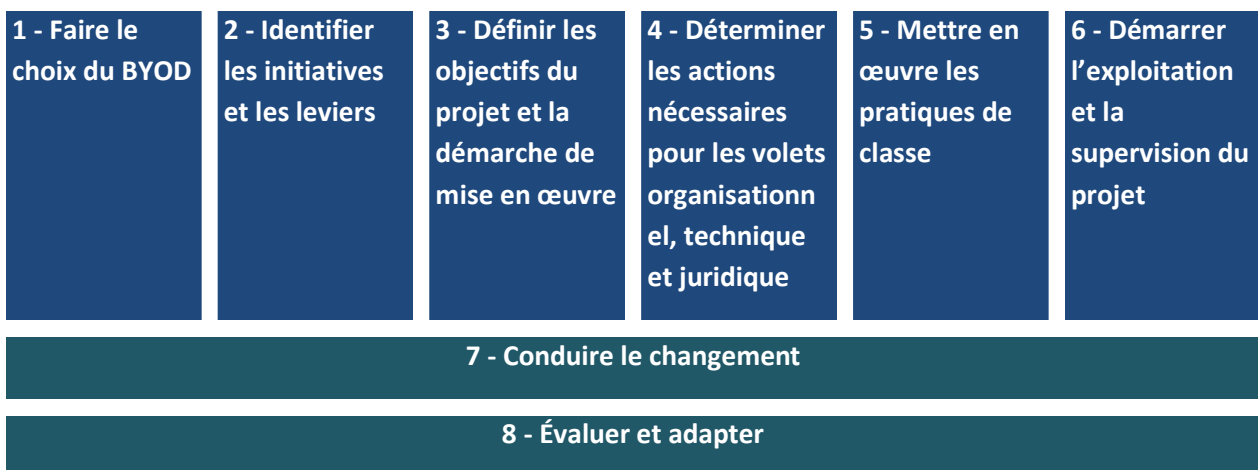 1 - Faire le
choix du BYOD
2 - Identifier
les initiatives
et les leviers
3 - Définir les
objectifs du
projet et la
démarche de
mise en œuvre
4 - Déterminer
les actions
nécessaires
pour les volets
organisationn
el, technique
et juridique
5 - Mettre en
œuvre les
pratiques de
classe
6 - Démarrer
l’exploitation
et la
supervision du
projet
7 - Conduire le changement
8 - Évaluer et adapter